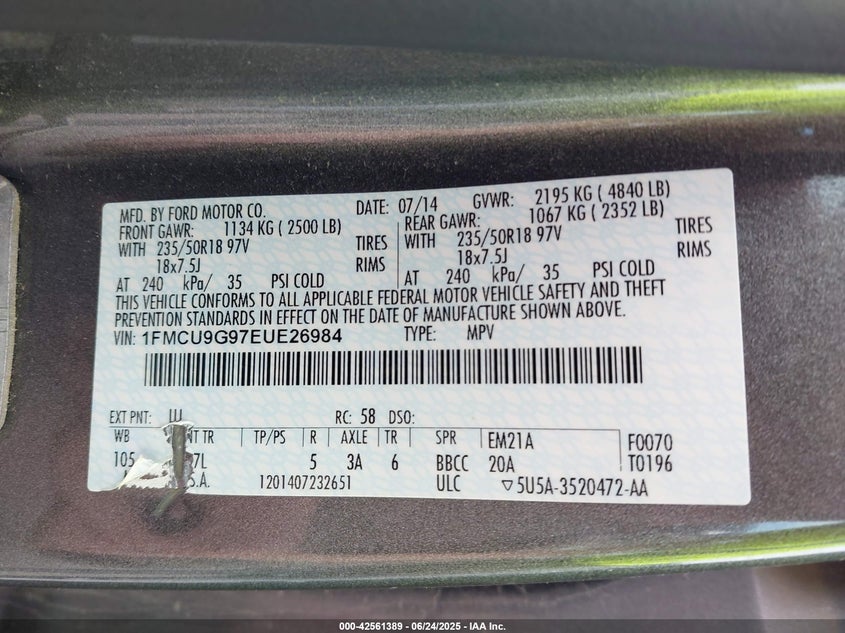 MFD. BY FORD MOTOR CO. DATE: 07/14 GVWR: 2195 KG ( 4840 LB)
FRONT GAWR: 1134 KG ( 2500 LB) REAR GAWR: 1067 KG ( 2352 LB)
WITH 235/50R18 97V TIRES WITH 235/50R18 97V TIRES
18x7.5J RIMS 18x7.5J RIMS
AT 240 kPa/ 35 PSI COLD AT 240 kPa/ 35 PSI COLD
THIS VEHICLE CONFORMS TO ALL APPLICABLE FEDERAL MOTOR VEHICLE SAFETY AND THEFT
PREVENTION STANDARDS IN EFFECT ON THE DATE OF MANUFACTURE SHOWN ABOVE.
VIN: 1FMCU9G97EUE26984 TYPE: MPV
EXT PNT: RC: 58 DSO:
WB TR TP/PS R AXLE TR SPR EM21A F0070
105 5 3A 6 BBCC 20A T0196
1201407232651 ULC ▽5U5A-3520472-AA
000-42561389 - 06/24/2025 - IAA Inc.